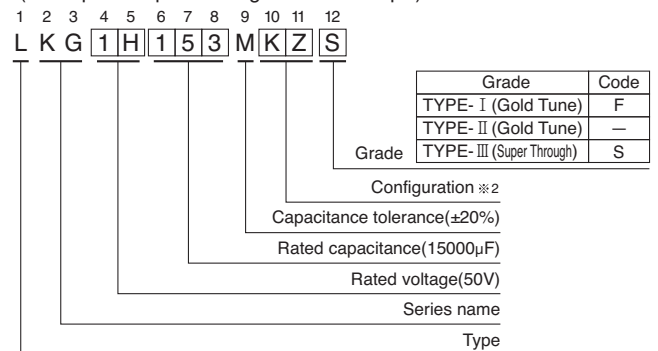 1 2 3 4 5 6 7 8 9 10 11 12
L K G 1 H 1 5 3 M K Z S
Grade Code
TYPE-Ⅰ (Gold Tune) F
TYPE-Ⅱ (Gold Tune) —
TYPE-Ⅲ (Super Through) S
Grade
Configuration ※2
Capacitance tolerance(±20%)
Rated capacitance(15000µF)
Rated voltage(50V)
Series name
Type